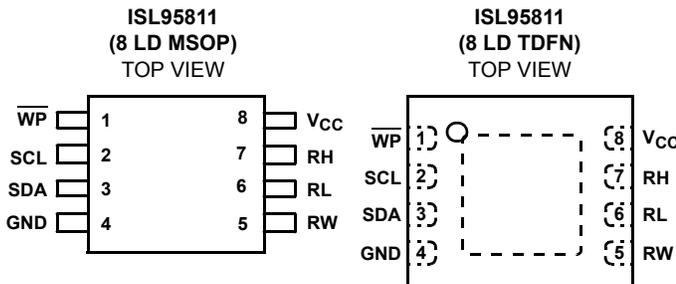 ISL95811
(8 LD MSOP)
TOP VIEW
WP 1 8 VCC
SCL 2 7 RH
SDA 3 6 RL
GND 4 5 RW
ISL95811
(8 LD TDFN)
TOP VIEW
WP 1 8 VCC
SCL 2 7 RH
SDA 3 6 RL
GND 4 5 RW